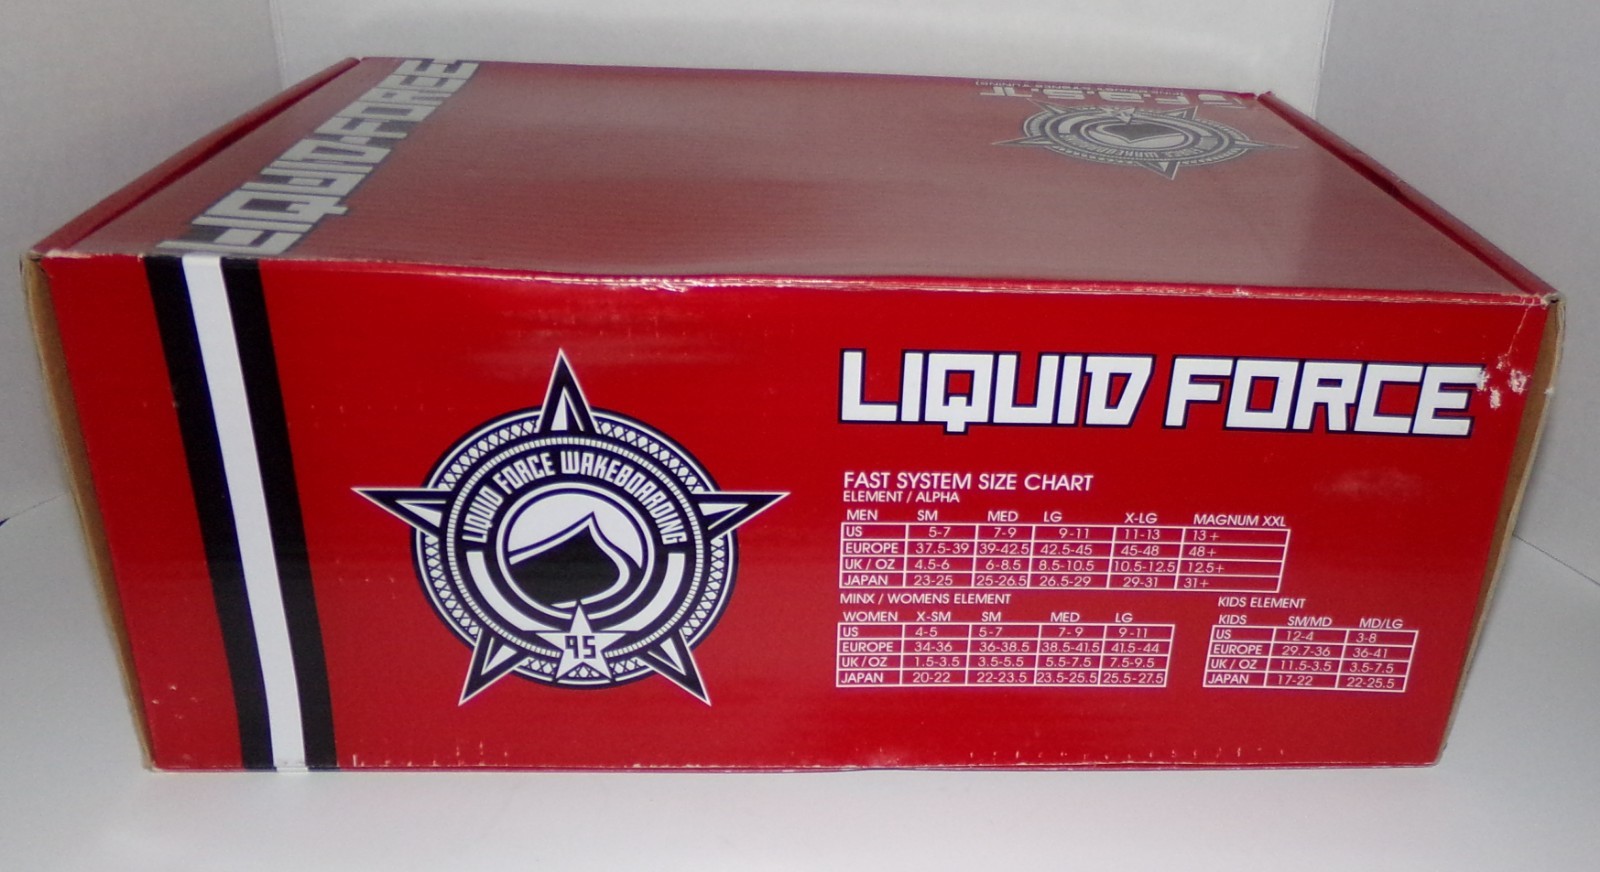 LIQUID-FORCE
F.a.s.T
LIQUID FORCE WAKEBOARDING
95
LIQUID FORCE
FAST SYSTEM SIZE CHART
ELEMENT / ALPHA
MEN SM MED LG X-LG MAGNUM XXL
US 5-7 7-9 9-11 11-13 13+
EUROPE 37.5-39 39-42.5 42.5-45 45-48 48+
UK / OZ 4.5-6 6-8.5 8.5-10.5 10.5-12.5 12.5+
JAPAN 23-25 25-26.5 26.5-29 29-31 31+
MINX / WOMENS ELEMENT
WOMEN X-SM SM MED LG
US 4-5 5-7 7-9 9-11
EUROPE 34-36 36-38.5 38.5-41.5 41.5-44
UK / OZ 1.5-3.5 3.5-5.5 5.5-7.5 7.5-9.5
JAPAN 20-22 22-23.5 23.5-25.5 25.5-27.5
KIDS ELEMENT
KIDS SM/MD MD/LG
US 12-4 3-8
EUROPE 29.7-36 36-41
UK / OZ 11.5-3.5 3.5-7.5
JAPAN 17-22 22-25.5